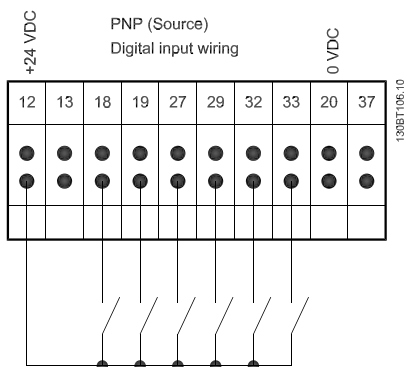 +24 VDC
PNP (Source)
Digital input wiring
0 VDC
130BT106.10
12 13 18 19 27 29 32 33 20 37